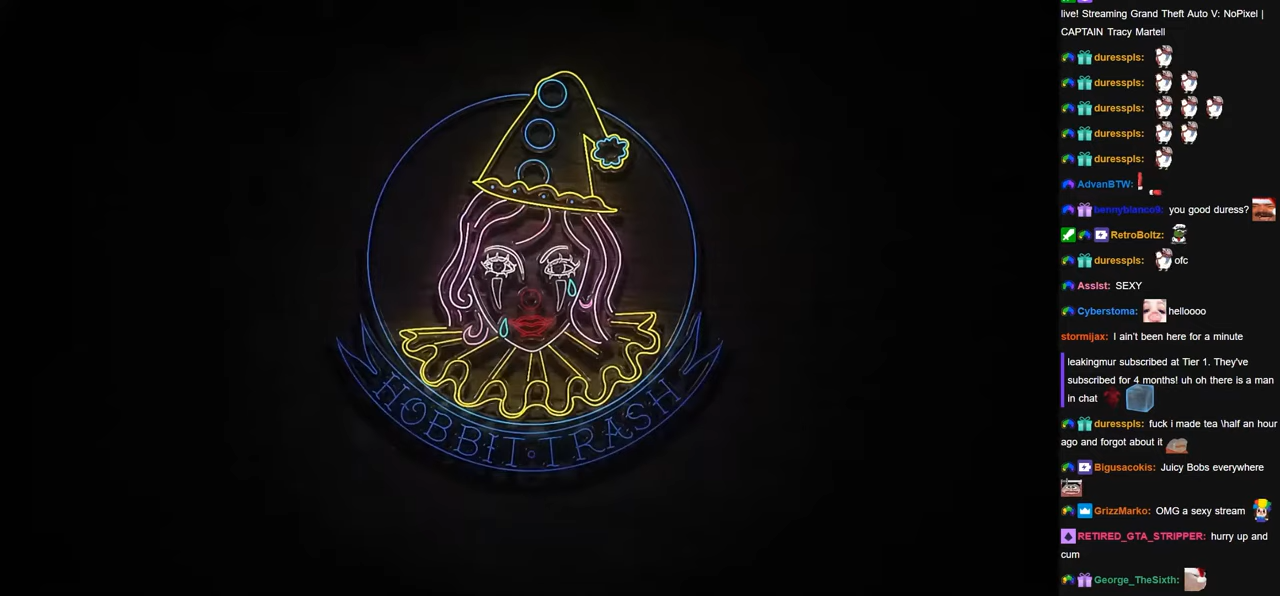 HOBBIT·TRASH
live! Streaming Grand Theft Auto V: NoPixel |
CAPTAIN Tracy Martell
duresspls:
duresspls:
duresspls:
duresspls:
duresspls:
AdvanBTW:
bennyblanco9: you good duress?
RetroBoltz:
duresspls: ofc
Assist: SEXY
Cyberstoma: helloooo
stormijax: I ain't been here for a minute
leakingmur subscribed at Tier 1. They've
subscribed for 4 months! uh oh there is a man
in chat
duresspls: fuck i made tea \half an hour
ago and forgot about it
Bigusacokis: Juicy Bobs everywhere
GrizzMarko: OMG a sexy stream
RETIRED_GTA_STRIPPER: hurry up and
cum
George_TheSixth: